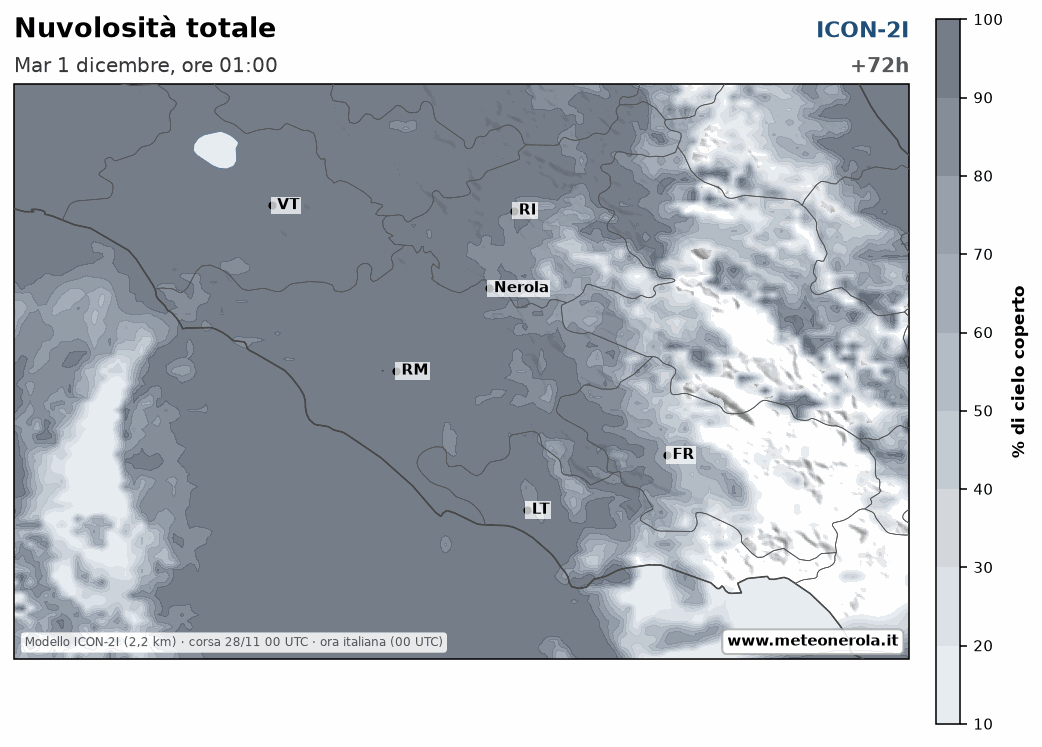 Nuvolosità totale
ICON-2I
Mar 1 dicembre, ore 01:00
+72h
100
90
80
70
60
50
40
30
20
10
% di cielo coperto
VT
RI
Nerola
RM
FR
LT
Modello ICON-2I (2,2 km) · corsa 28/11 00 UTC · ora italiana (00 UTC)
www.meteonerola.it